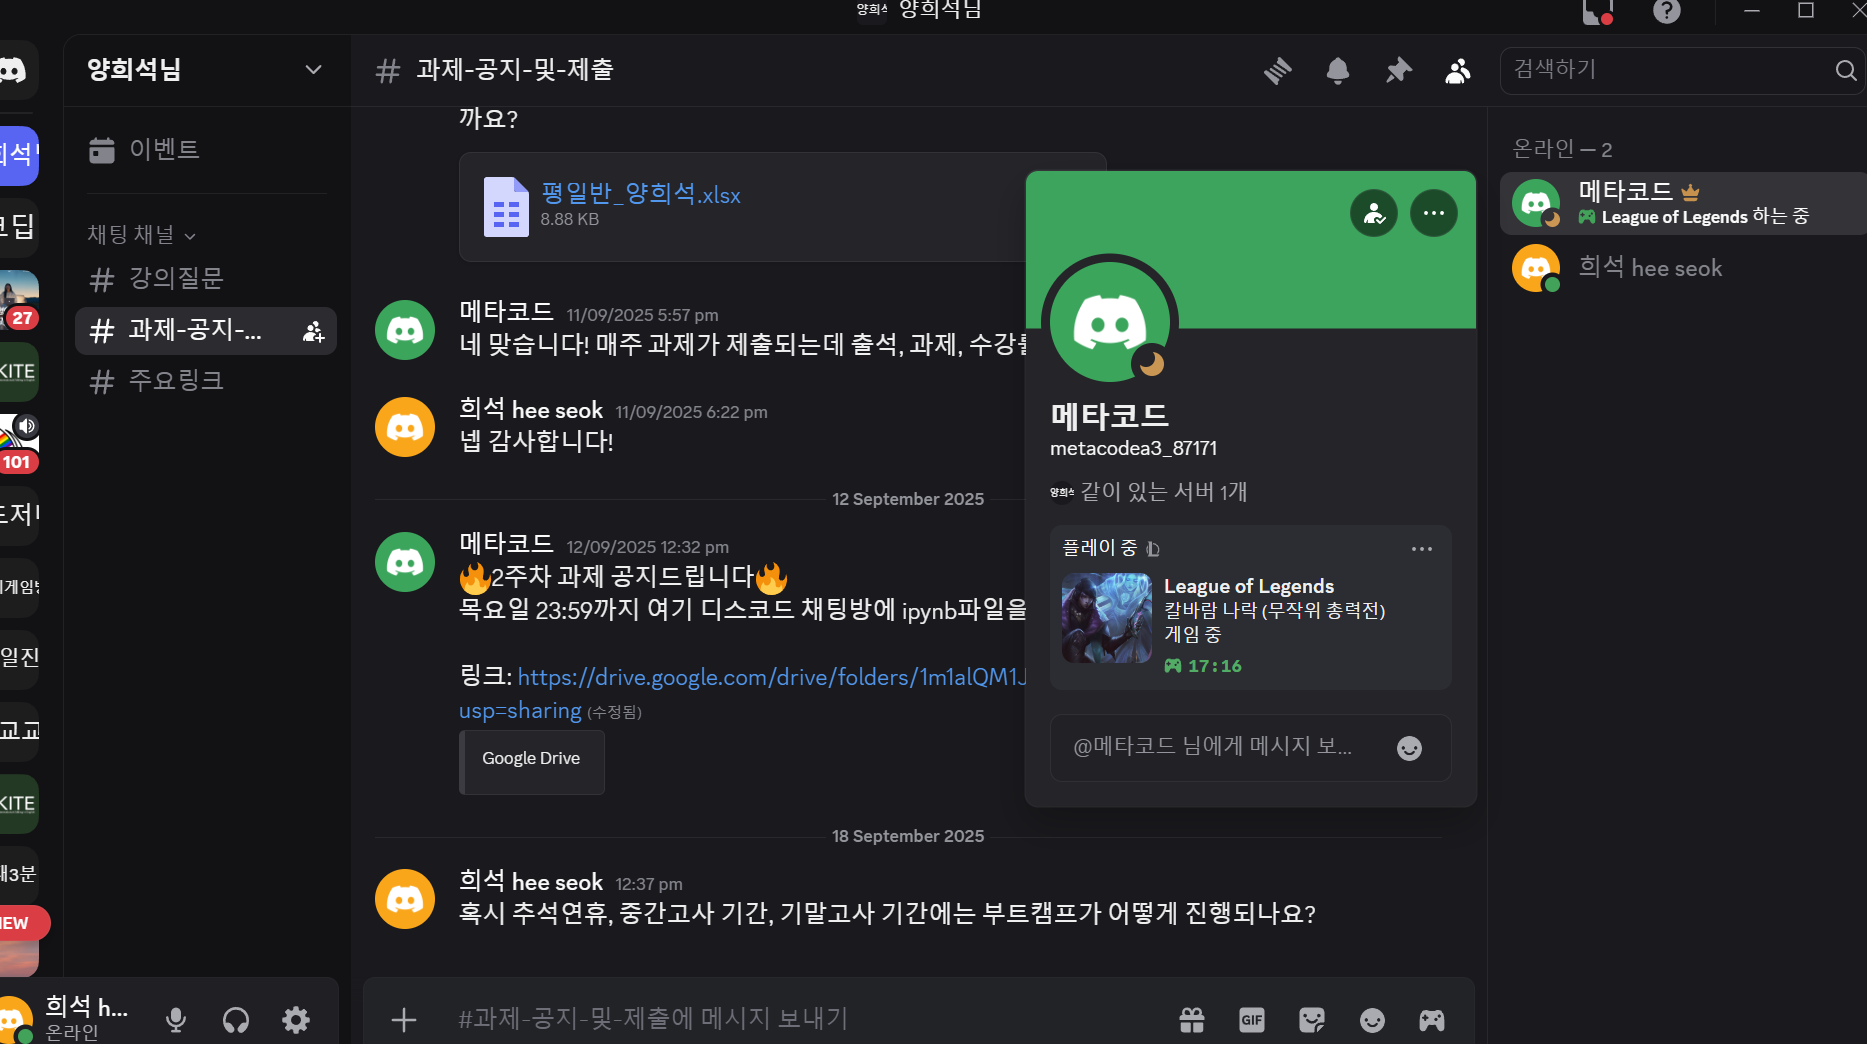 양희석님
양희석님
이벤트
채팅 채널
강의질문
과제-공지-...
주요링크
27
KITE
101
KITE
희석 h...
온라인
과제-공지-및-제출
검색하기
까요?
평일반_양희석.xlsx
8.88 KB
메타코드 11/09/2025 5:57 pm
네 맞습니다! 매주 과제가 제출되는데 출석, 과제,
희석 hee seok 11/09/2025 6:22 pm
넵 감사합니다!
12 September 2025
메타코드 12/09/2025 12:32 pm
🔥2주차 과제 공지드립니다🔥
목요일 23:59까지 여기 디스코드 채팅방에 ipynb파일을
링크: https://drive.google.com/drive/folders/1m1alQM1J
usp=sharing (수정됨)
Google Drive
18 September 2025
희석 hee seok 12:37 pm
혹시 추석연휴, 중간고사 기간, 기말고사 기간에는 부트캠프가 어떻게 진행되나요?
#과제-공지-및-제출에 메시지 보내기
GIF
메타코드
metacodea3_87171
같이 있는 서버 1개
플레이 중
League of Legends
칼바람 나락 (무작위 총력전)
게임 중
17:16
@메타코드 님에게 메시지 보...
온라인 — 2
메타코드
League of Legends 하는 중
희석 hee seok